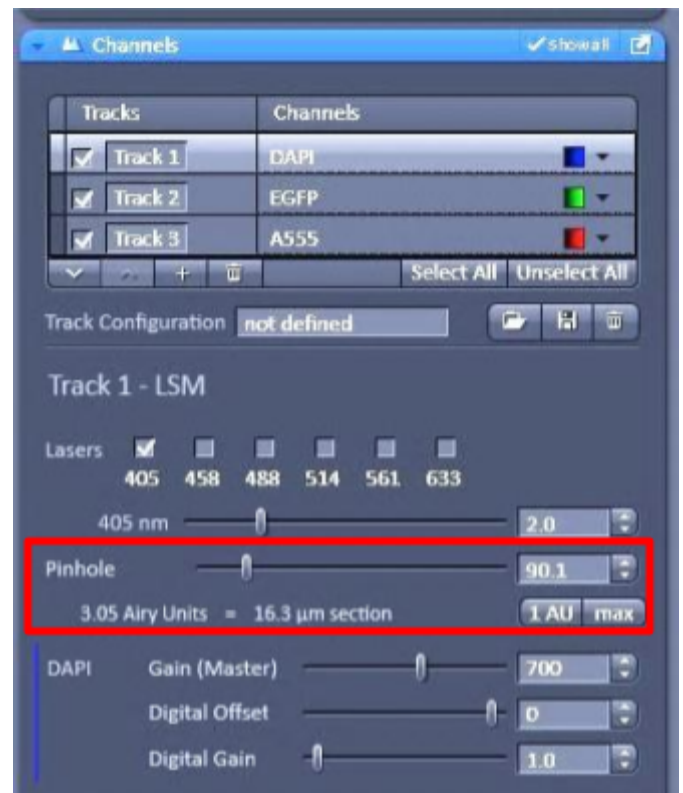 Channels show all
Tracks Channels
Track 1 DAPI
Track 2 EGFP
Track 3 A555
+ Select All Unselect All
Track Configuration not defined
Track 1 - LSM
Lasers
405 458 488 514 561 633
405 nm 2.0
Pinhole 90.1
3.05 Airy Units = 16.3 µm section 1 AU max
DAPI Gain (Master) 700
Digital Offset 0
Digital Gain 1.0